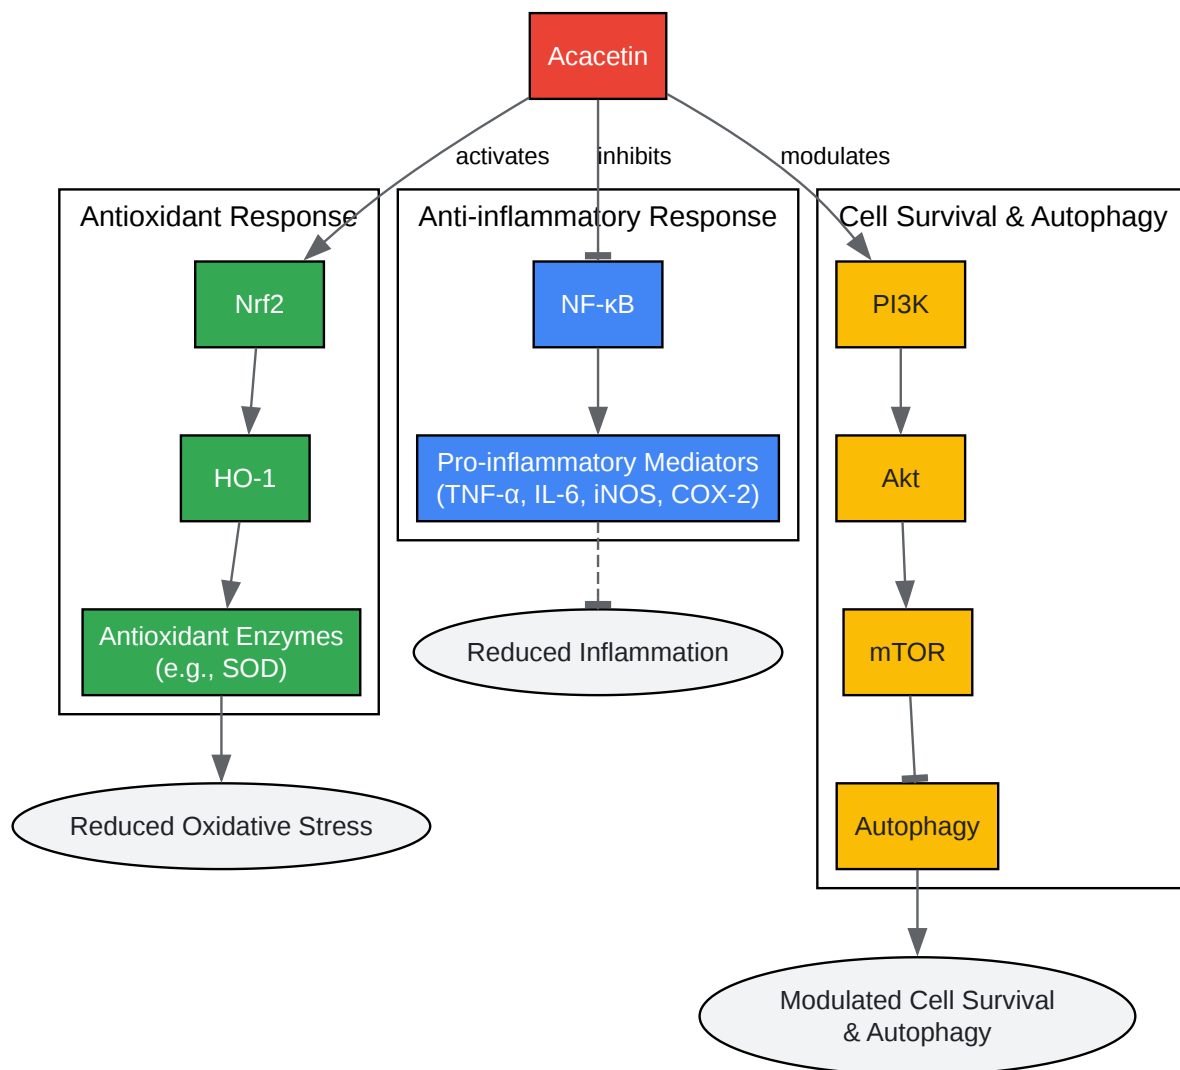 Acacetin
activates
inhibits
modulates
Antioxidant Response
Anti-inflammatory Response
Cell Survival & Autophagy
Nrf2
NF-κB
PI3K
HO-1
Pro-inflammatory Mediators
(TNF-α, IL-6, iNOS, COX-2)
Akt
Antioxidant Enzymes
(e.g., SOD)
Reduced Inflammation
mTOR
Reduced Oxidative Stress
Autophagy
Modulated Cell Survival
& Autophagy